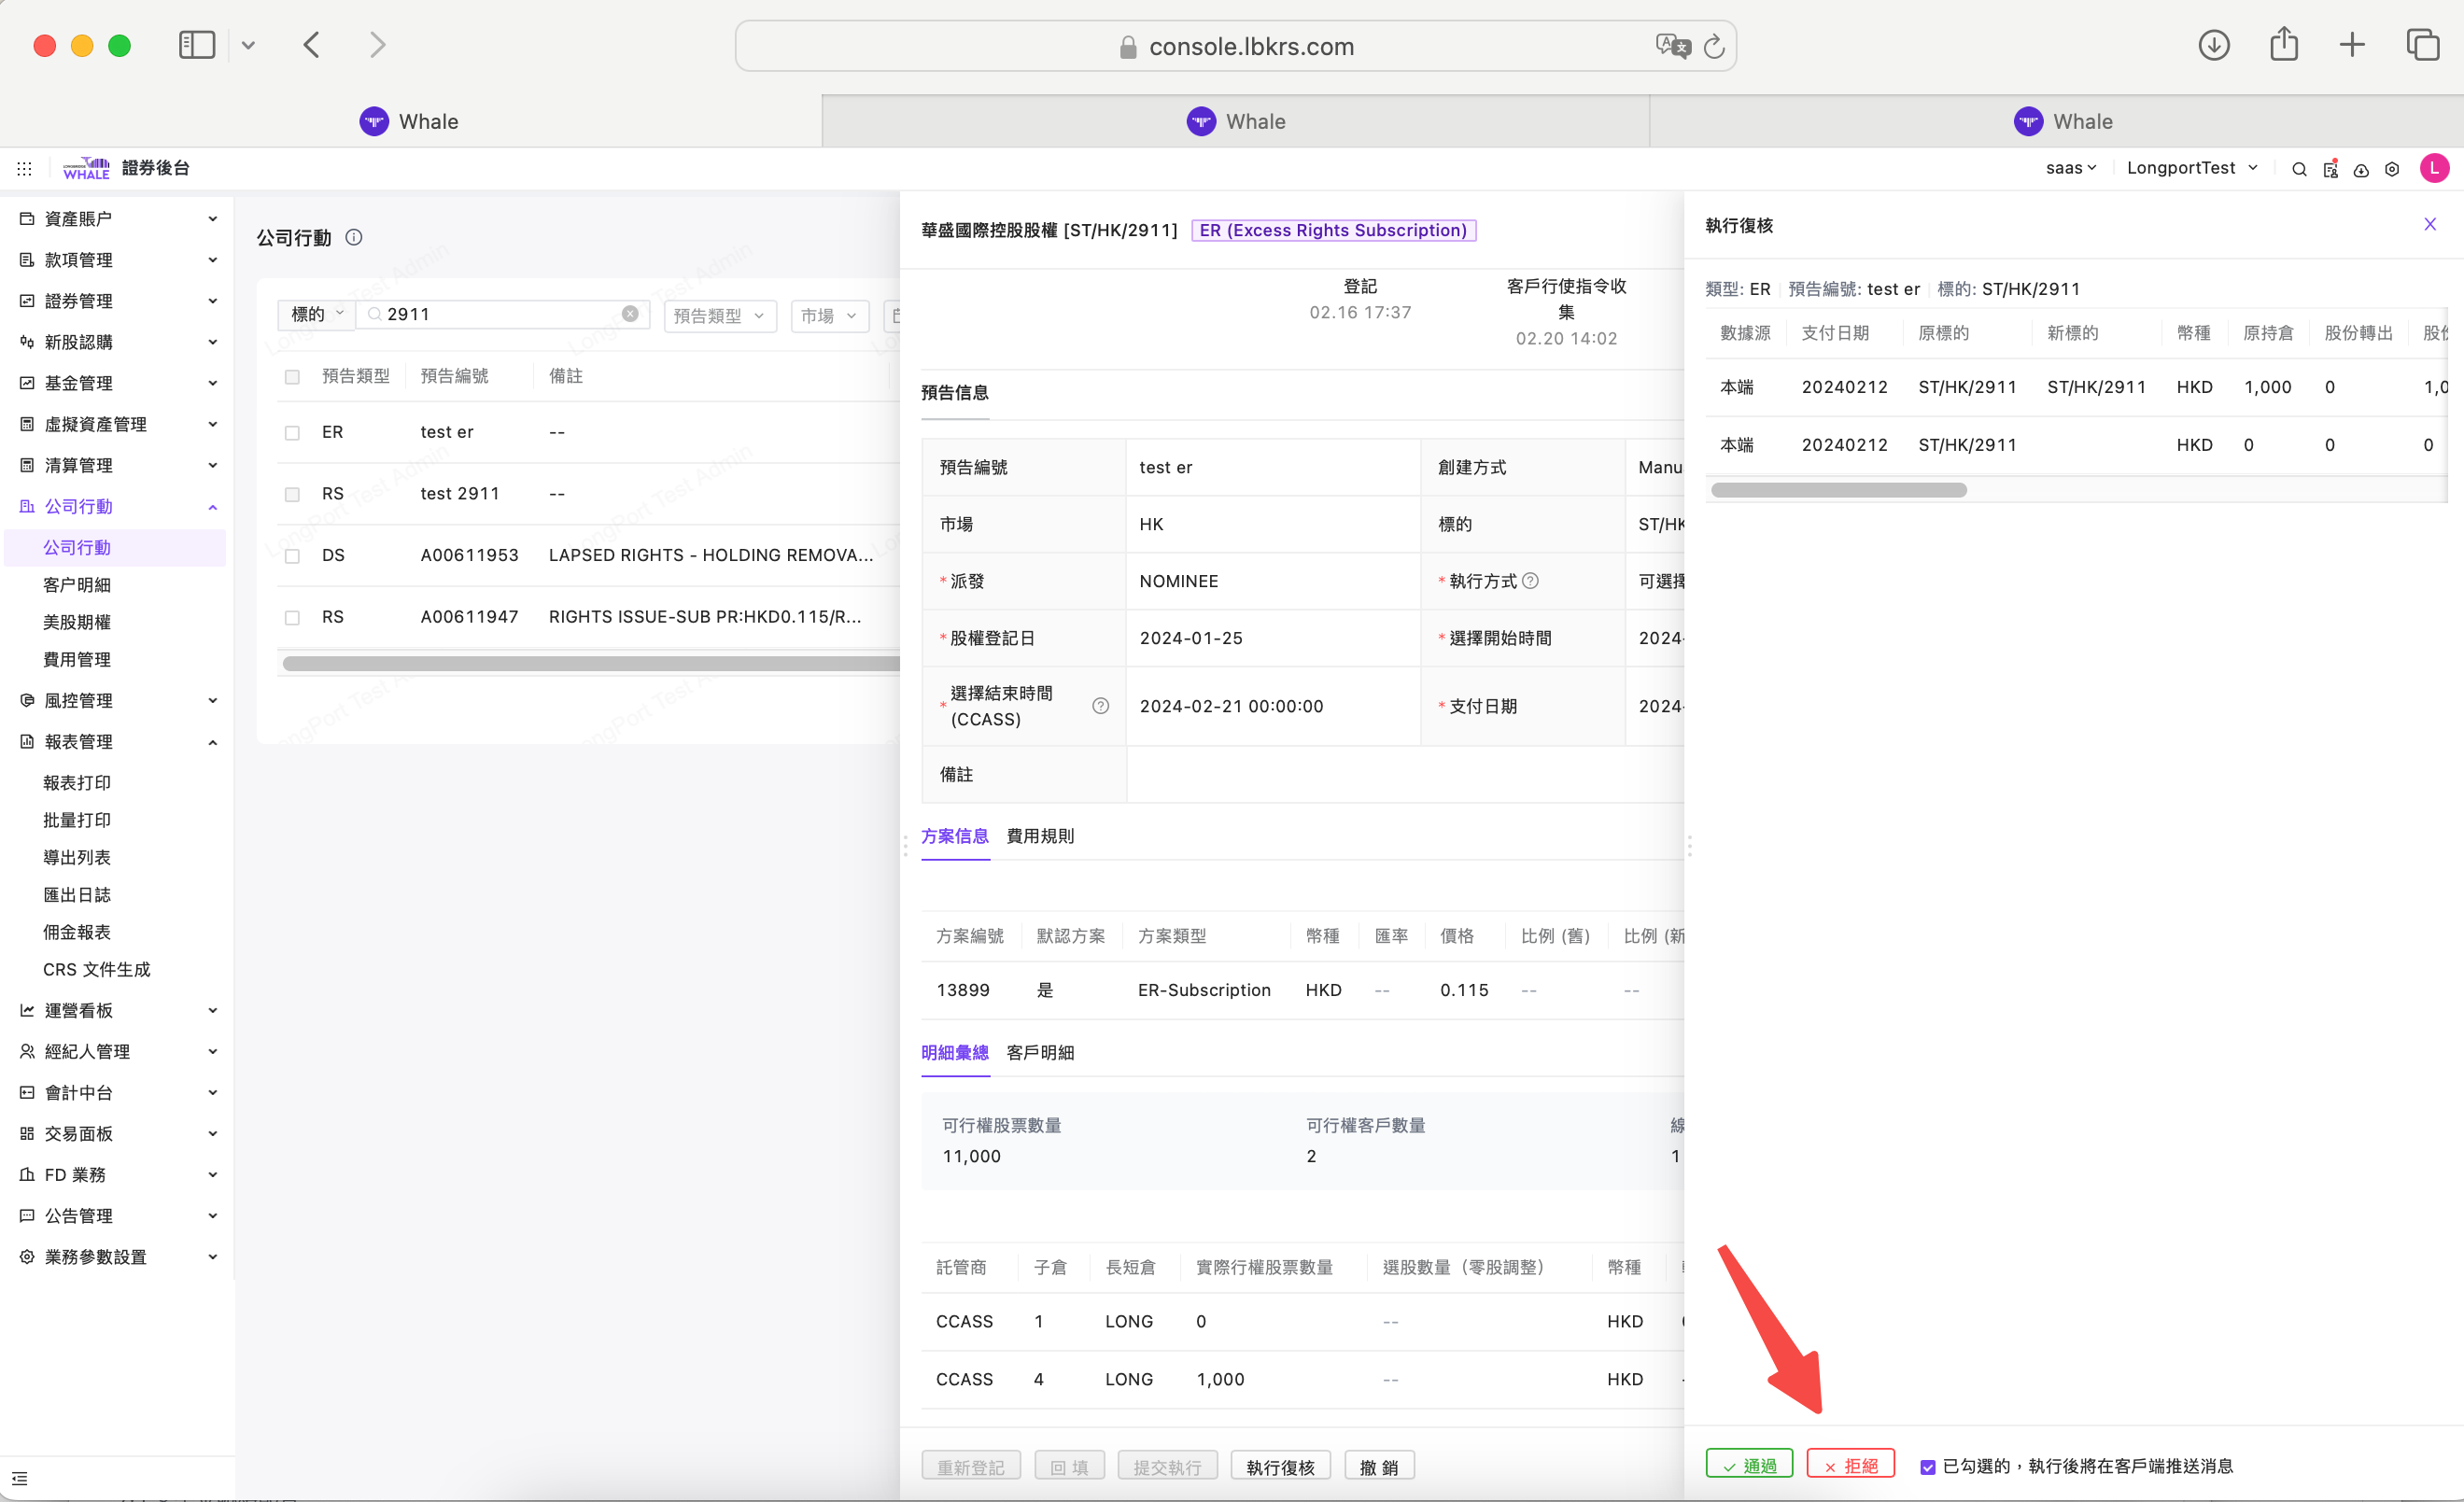 console.lbkrs.com
Whale
Whale
Whale
WHALE 證券後台
saas
LongportTest
L
資產賬戶
款項管理
證券管理
新股認購
基金管理
虛擬資產管理
清算管理
公司行動
公司行動
客户明細
美股期權
費用管理
風控管理
報表管理
報表打印
批量打印
導出列表
匯出日誌
佣金報表
CRS 文件生成
運營看板
經紀人管理
會計中台
交易面板
FD 業務
公告管理
業務參數設置
公司行動
標的 2911 預告類型 市場
預告類型 預告編號 備註
ER test er --
RS test 2911 --
DS A00611953 LAPSED RIGHTS - HOLDING REMOVA...
RS A00611947 RIGHTS ISSUE-SUB PR:HKD0.115/R...
LongPort Test Admin
華盛國際控股股權 [ST/HK/2911] ER (Excess Rights Subscription)
登記
02.16 17:37
客戶行使指令收
集
02.20 14:02
預告信息
預告編號 test er 創建方式 Manu
市場 HK 標的 ST/HK
*派發 NOMINEE *執行方式 可選擇
*股權登記日 2024-01-25 *選擇開始時間 2024-
*選擇結束時間 (CCASS) 2024-02-21 00:00:00 *支付日期 2024-
備註
方案信息 費用規則
方案編號 默認方案 方案類型 幣種 匯率 價格 比例 (舊) 比例 (新
13899 是 ER-Subscription HKD -- 0.115 -- --
明細彙總 客戶明細
可行權股票數量 可行權客戶數量 線
11,000 2 1
託管商 子倉 長短倉 實際行權股票數量 選股數量（零股調整） 幣種
CCASS 1 LONG 0 -- HKD
CCASS 4 LONG 1,000 -- HKD
重新登記 回 填 提交執行 執行復核 撤 銷
執行復核
類型: ER 預告編號: test er 標的: ST/HK/2911
數據源 支付日期 原標的 新標的 幣種 原持倉 股份轉出 股份
本端 20240212 ST/HK/2911 ST/HK/2911 HKD 1,000 0 1,0
本端 20240212 ST/HK/2911 HKD 0 0 0
通過 拒絕 已勾選的，執行後將在客戶端推送消息